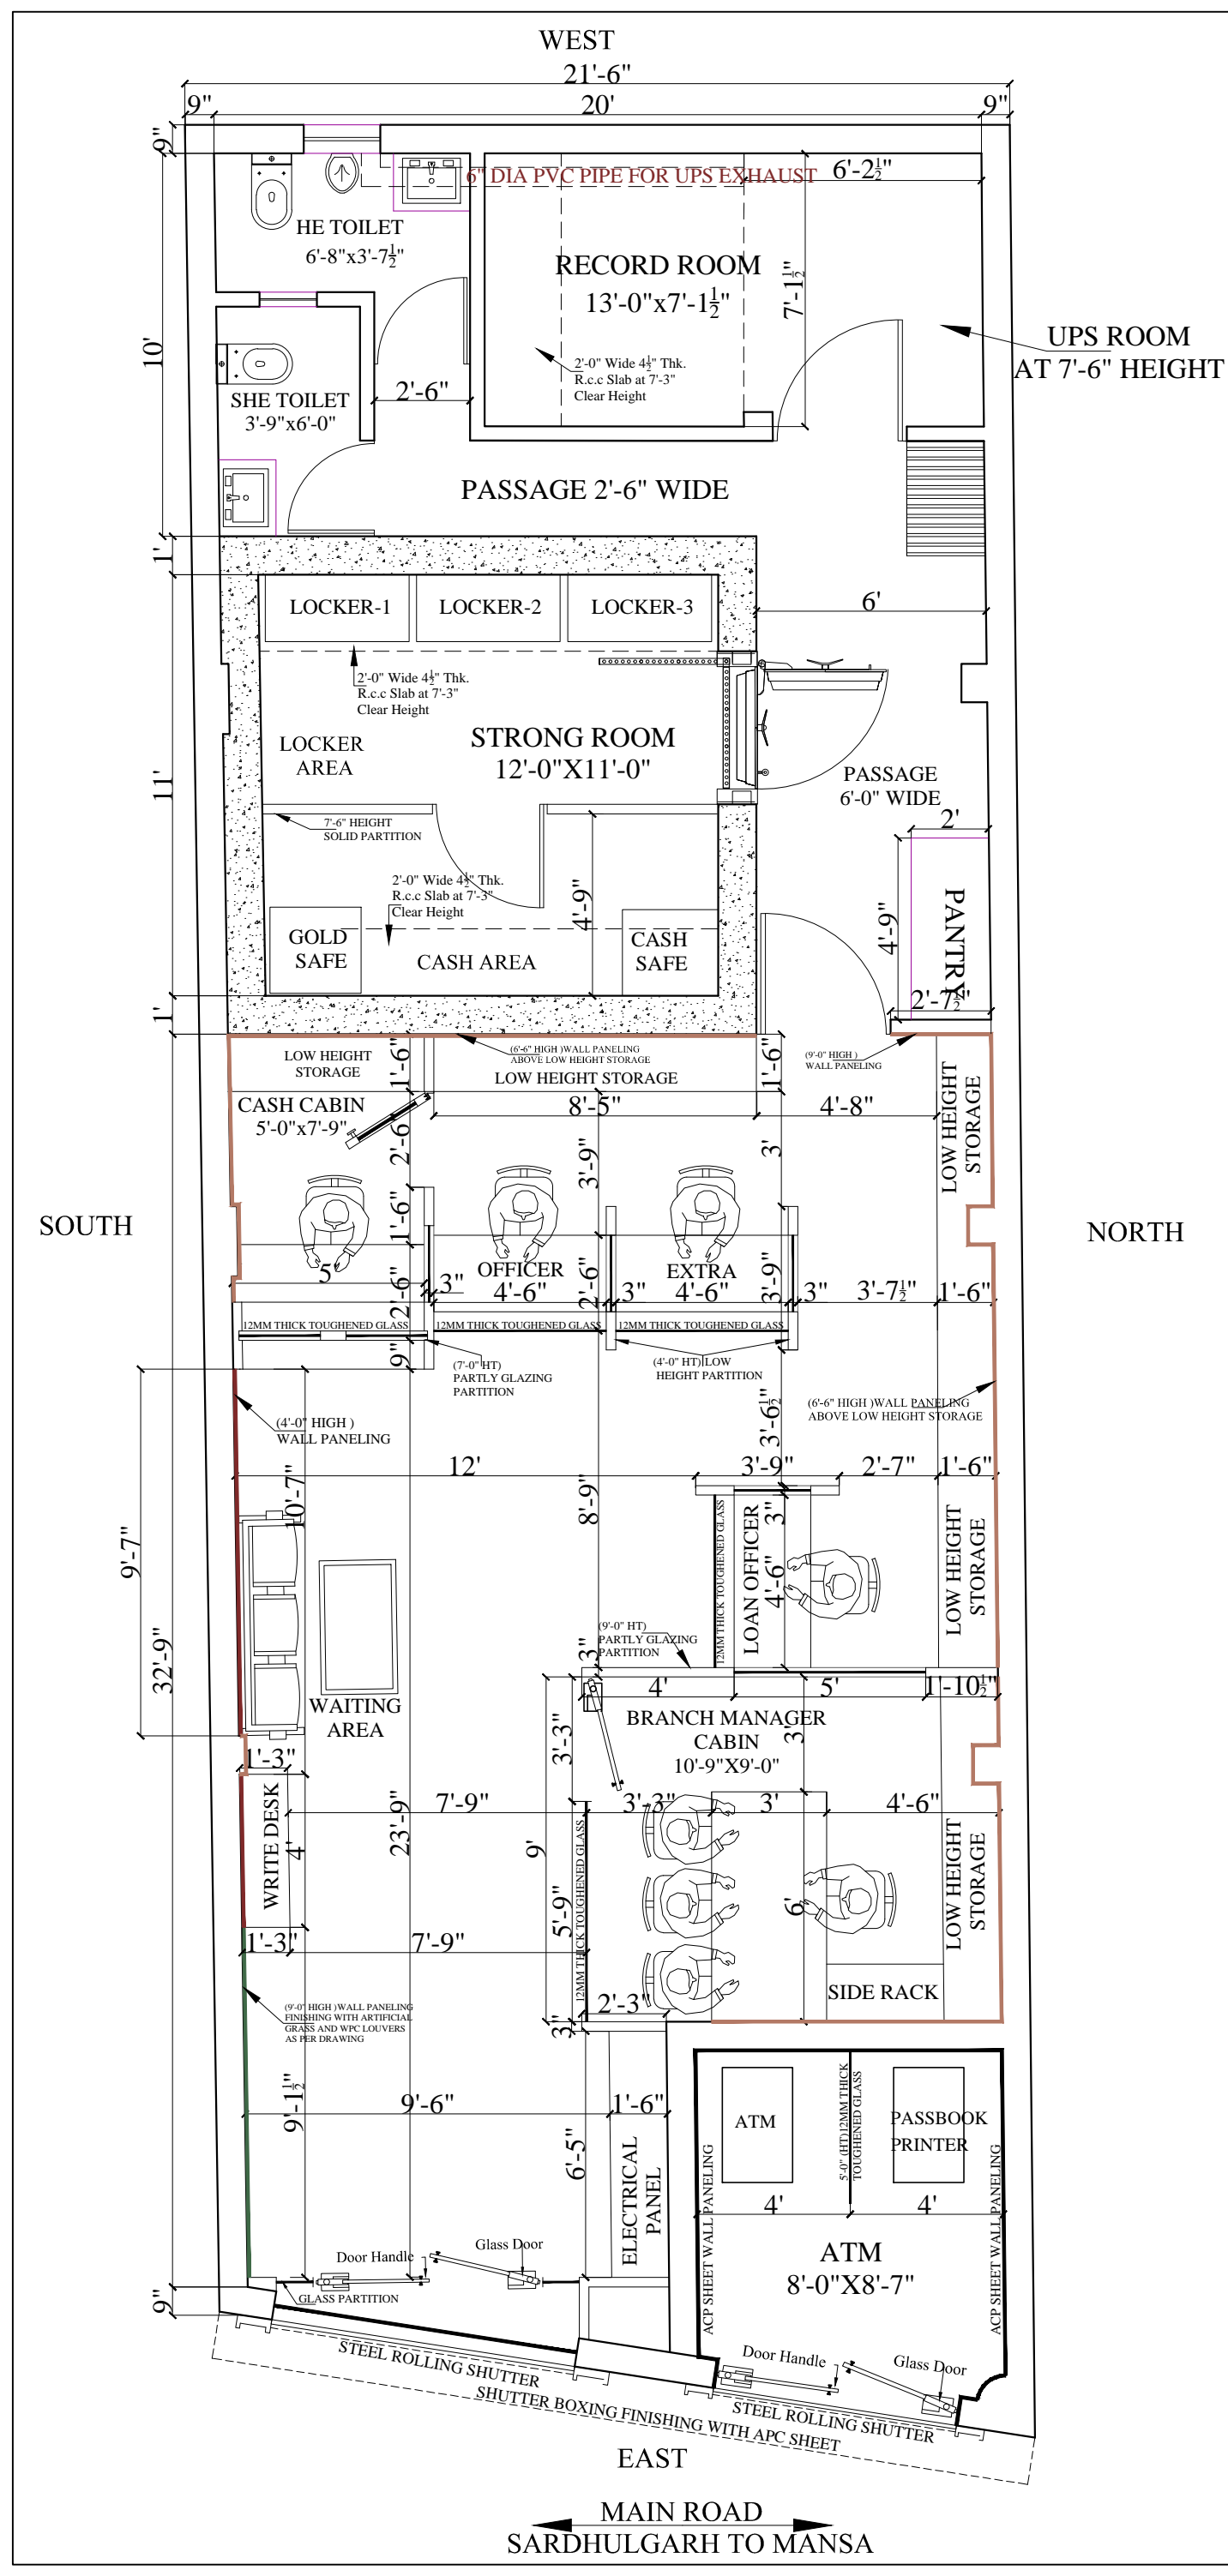 WEST
21'-6"
9"
20'
9"
9"
6" DIA PVC PIPE FOR UPS EXHAUST
6'-2½"
HE TOILET
6'-8"x3'-7½"
RECORD ROOM
13'-0"x7'-1½"
7'-1½"
UPS ROOM
AT 7'-6" HEIGHT
10'
2'-0" Wide 4½" Thk.
R.c.c Slab at 7'-3"
Clear Height
2'-6"
SHE TOILET
3'-9"x6'-0"
PASSAGE 2'-6" WIDE
1'
LOCKER-1
LOCKER-2
LOCKER-3
6'
2'-0" Wide 4½" Thk.
R.c.c Slab at 7'-3"
Clear Height
LOCKER
AREA
STRONG ROOM
12'-0"X11'-0"
11'
PASSAGE
6'-0" WIDE
7'-6" HEIGHT
SOLID PARTITION
2'
2'-0" Wide 4½" Thk.
R.c.c Slab at 7'-3"
Clear Height
4'-9"
4'-9"
PANTRY
GOLD
SAFE
CASH AREA
CASH
SAFE
2'-7½"
1'
LOW HEIGHT
STORAGE
1'-6"
(6'-6" HIGH )WALL PANELING
ABOVE LOW HEIGHT STORAGE
LOW HEIGHT STORAGE
1'-6"
(9'-0" HIGH )
WALL PANELING
LOW HEIGHT
STORAGE
CASH CABIN
5'-0"x7'-9"
2'-6"
8'-5"
4'-8"
3'-9"
3'
SOUTH
NORTH
1'-6"
5'
2'-6"
3"
OFFICER
4'-6"
2'-6"
3"
EXTRA
4'-6"
3'-9"
3"
3'-7½"
1'-6"
12MM THICK TOUGHENED GLASS
12MM THICK TOUGHENED GLASS
12MM THICK TOUGHENED GLASS
9"
(7'-0" HT)
PARTLY GLAZING
PARTITION
(4'-0" HT) LOW
HEIGHT PARTITION
(6'-6" HIGH )WALL PANELING
ABOVE LOW HEIGHT STORAGE
(4'-0" HIGH )
WALL PANELING
3'-6½"
12'
3'-9"
2'-7"
1'-6"
10'-7"
8'-9"
9'-7"
3"
12MM THICK TOUGHENED GLASS
LOAN OFFICER
4'-6"
LOW HEIGHT
STORAGE
32'-9"
(9'-0" HT)
PARTLY GLAZING
PARTITION
3"
WAITING
AREA
4'
5'
1'-10½"
BRANCH MANAGER
CABIN
10'-9"X9'-0"
3'-3"
3'
1'-3"
WRITE DESK
4'
7'-9"
23'-9"
3'-3"
3'
4'-6"
9'
5'-9"
12MM THICK TOUGHENED GLASS
6'
LOW HEIGHT
STORAGE
1'-3"
7'-9"
SIDE RACK
2'-3"
3"
(9'-0" HIGH )WALL PANELING
FINISHING WITH ARTIFICIAL
GRASS AND WPC LOUVERS
AS PER DRAWING
9'-1½"
9'-6"
1'-6"
6'-5"
ELECTRICAL
PANEL
ATM
5'-0" (HT)12MM THICK
TOUGHENED GLASS
PASSBOOK
PRINTER
4'
4'
ACP SHEET WALL PANELING
ACP SHEET WALL PANELING
ATM
8'-0"X8'-7"
Glass Door
Door Handle
GLASS PARTITION
9"
Door Handle
Glass Door
STEEL ROLLING SHUTTER
STEEL ROLLING SHUTTER
SHUTTER BOXING FINISHING WITH APC SHEET
EAST
MAIN ROAD
SARDHULGARH TO MANSA